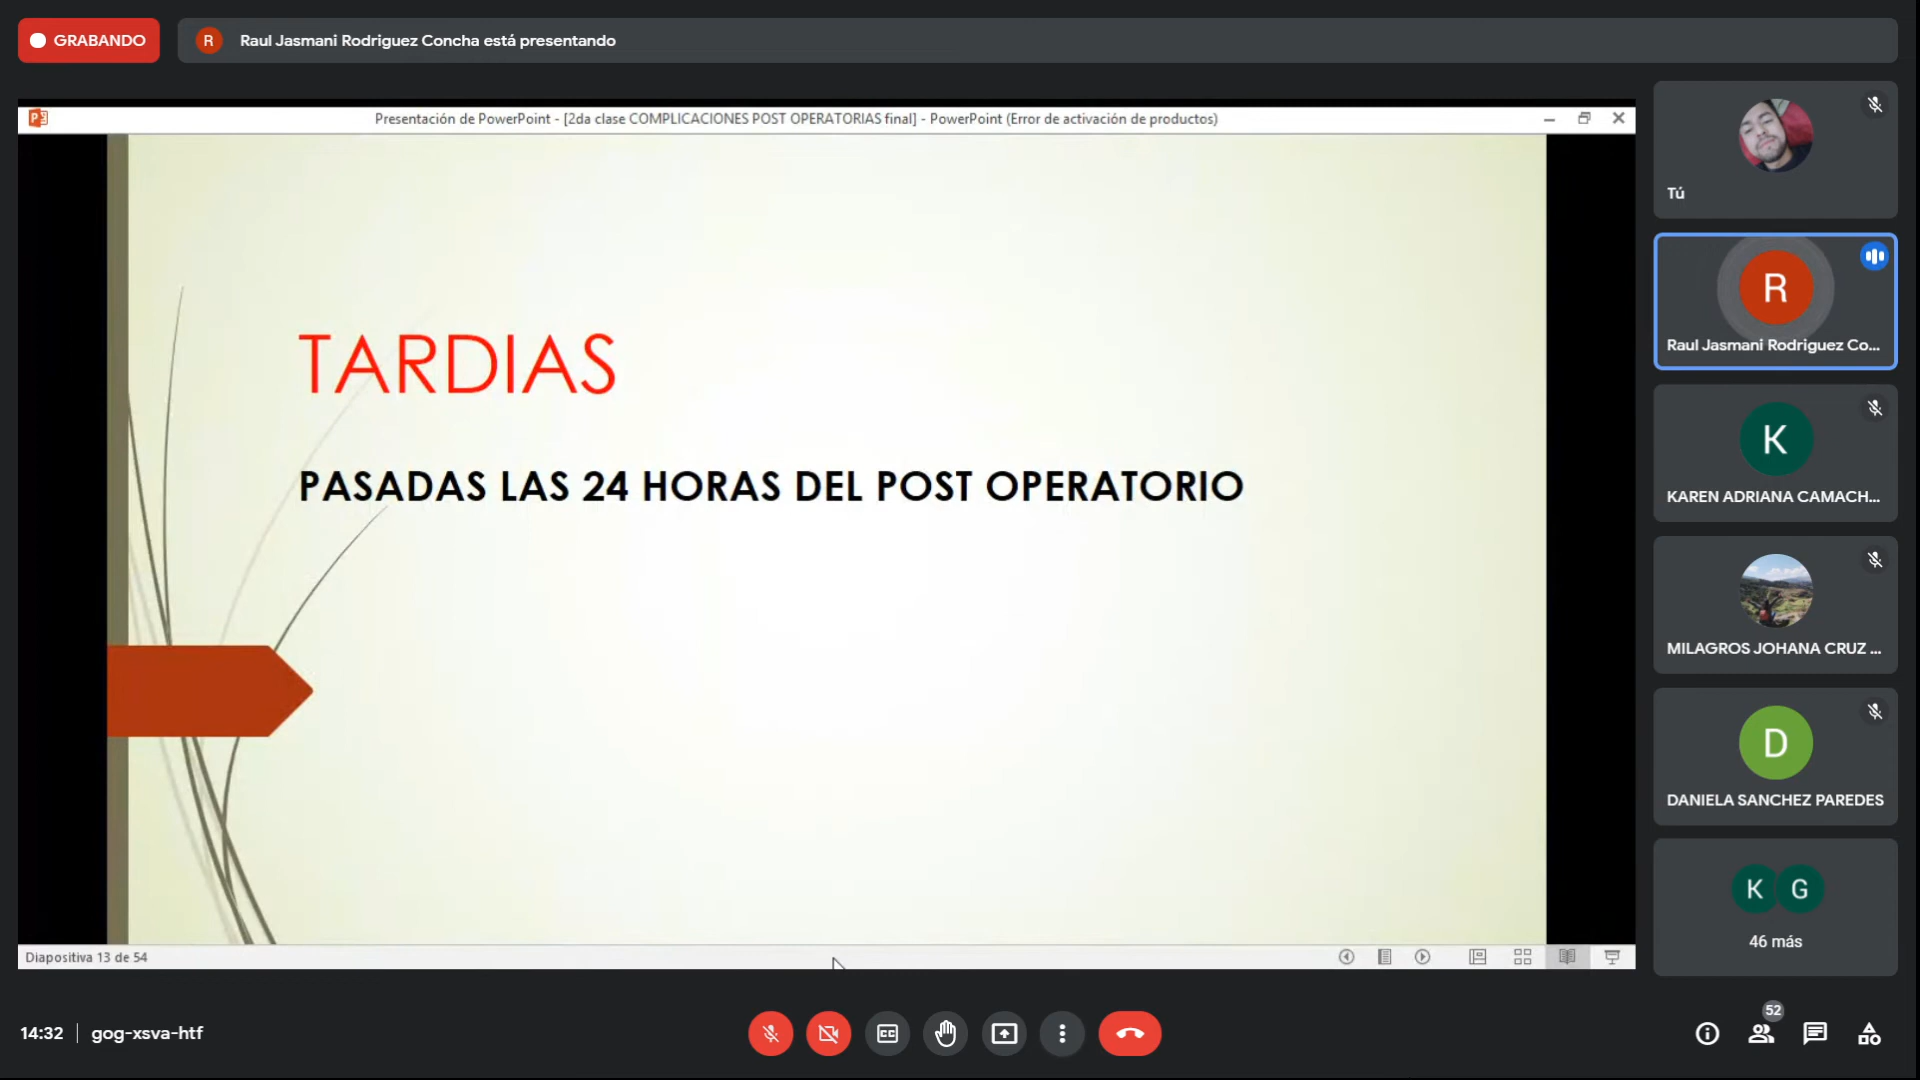 GRABANDO
R
Raul Jasmani Rodriguez Concha está presentando
Presentación de PowerPoint - [2da clase COMPLICACIONES POST OPERATORIAS final] - PowerPoint (Error de activación de productos)
TARDIAS
PASADAS LAS 24 HORAS DEL POST OPERATORIO
Diapositiva 13 de 54
Tú
R
Raul Jasmani Rodriguez Co...
K
KAREN ADRIANA CAMACH...
MILAGROS JOHANA CRUZ ...
D
DANIELA SANCHEZ PAREDES
K G
46 más
14:32 | gog-xsva-htf
CC
52